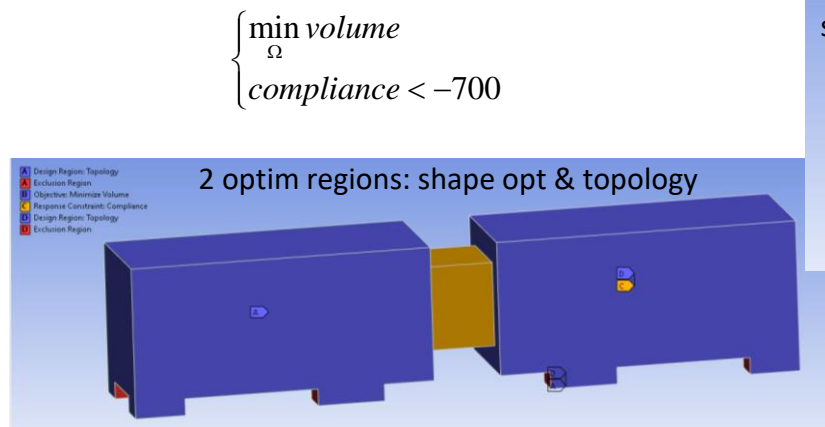 min volume
Ω
compliance < −700
s
2 optim regions: shape opt & topology
A Design Region: Topology
A Exclusion Region
B Objective: Minimize Volume
C Response Constraint: Compliance
D Design Region: Topology
D Exclusion Region
A
D
C
A